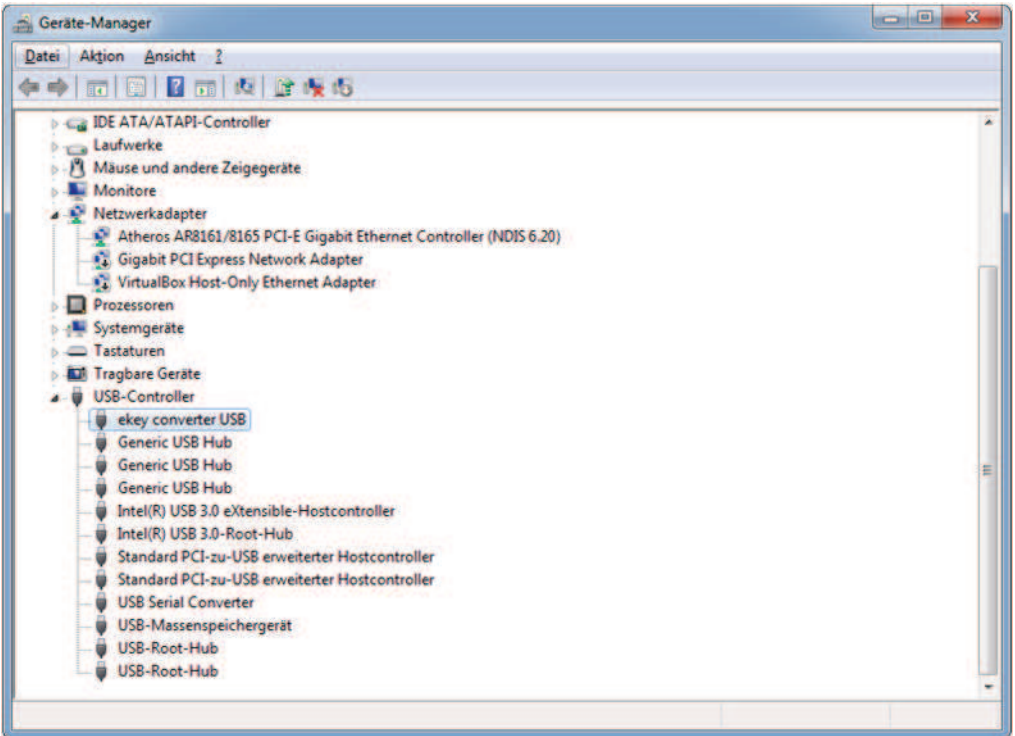 Geräte-Manager
Datei Aktion Ansicht ?
IDE ATA/ATAPI-Controller
Laufwerke
Mäuse und andere Zeigegeräte
Monitore
Netzwerkadapter
Atheros AR8161/8165 PCI-E Gigabit Ethernet Controller (NDIS 6.20)
Gigabit PCI Express Network Adapter
VirtualBox Host-Only Ethernet Adapter
Prozessoren
Systemgeräte
Tastaturen
Tragbare Geräte
USB-Controller
ekey converter USB
Generic USB Hub
Generic USB Hub
Generic USB Hub
Intel(R) USB 3.0 eXtensible-Hostcontroller
Intel(R) USB 3.0-Root-Hub
Standard PCI-zu-USB erweiterter Hostcontroller
Standard PCI-zu-USB erweiterter Hostcontroller
USB Serial Converter
USB-Massenspeichergerät
USB-Root-Hub
USB-Root-Hub